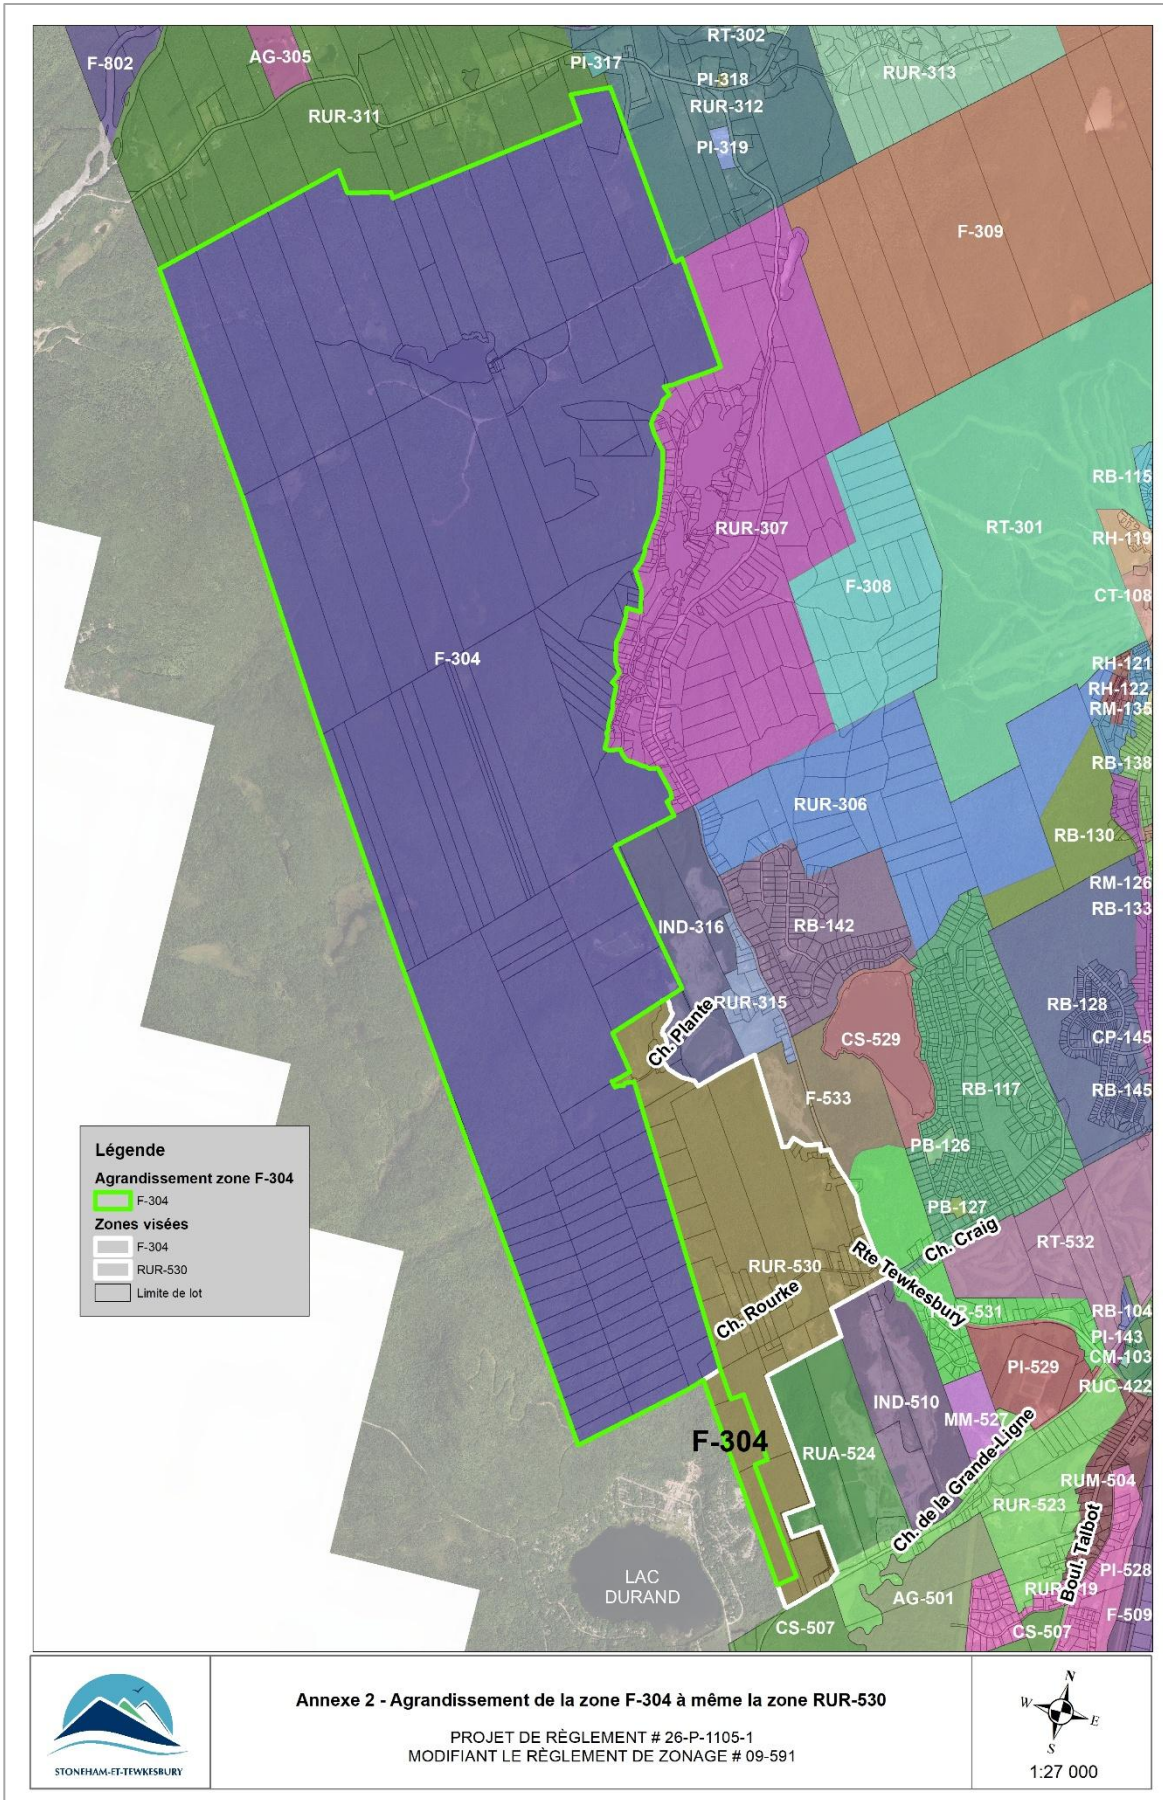 F-802
AG-305
RUR-311
PI-317
RT-302
PI-318
RUR-312
PI-319
RUR-313
F-309
RUR-307
F-308
RT-301
RB-115
RH-119
CT-108
RH-121
RH-122
RM-135
RB-138
F-304
RUR-306
RB-130
RM-126
RB-133
IND-316
RB-142
RUR-315
Ch. Plante
CS-529
RB-128
CP-145
RB-145
F-533
RB-117
PB-126
PB-127
Ch. Craig
RT-532
RUR-530
Rte Tewkesbury
Ch. Rourke
-531
RB-104
PI-143
CM-103
PI-529
RUC-422
IND-510
MM-527
F-304
RUA-524
Ch. de la Grande-Ligne
RUM-504
RUR-523
Boul. Talbot
PI-528
LAC
DURAND
AG-501
F-509
CS-507
CS-507
Légende
Agrandissement zone F-304
F-304
Zones visées
F-304
RUR-530
Limite de lot
STONEHAM-ET-TEWKESBURY
Annexe 2 - Agrandissement de la zone F-304 à même la zone RUR-530
PROJET DE RÈGLEMENT # 26-P-1105-1
MODIFIANT LE RÈGLEMENT DE ZONAGE # 09-591
N
W
E
S
1:27 000